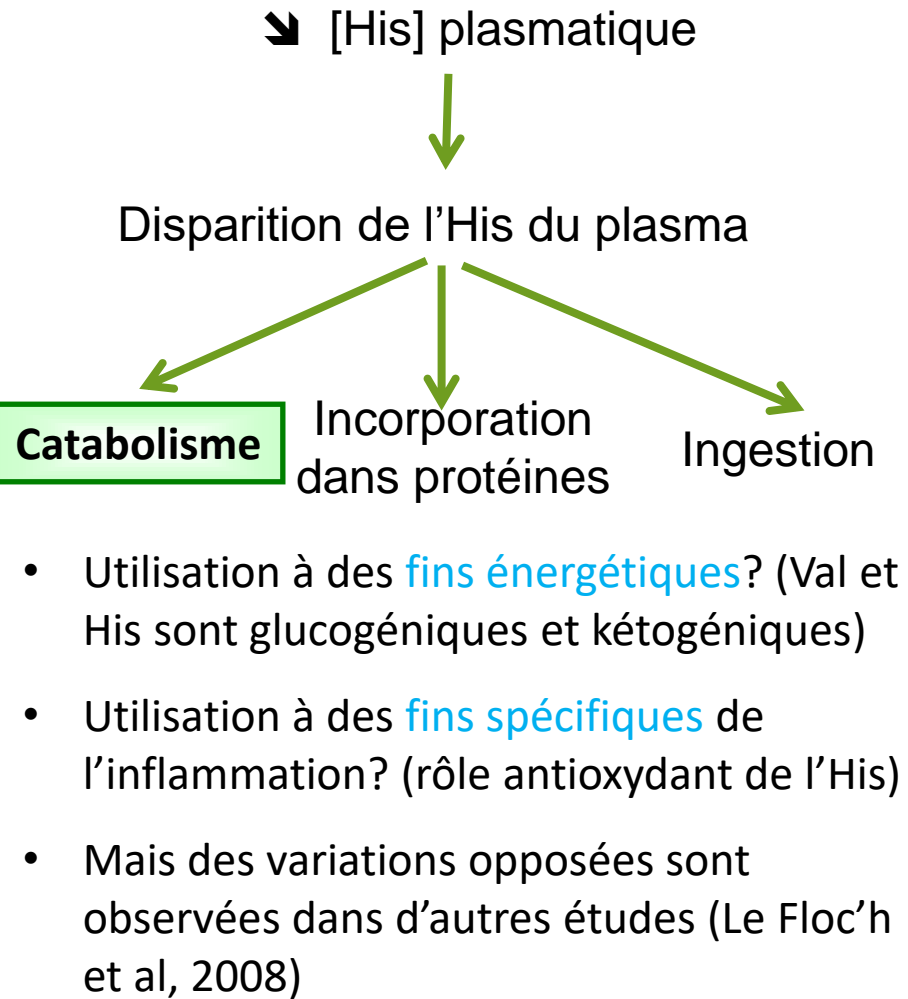 ➘ [His] plasmatique
Disparition de l’His du plasma
Catabolisme
Incorporation
dans protéines
Ingestion
• Utilisation à des fins énergétiques? (Val et
His sont glucogéniques et kétogéniques)
• Utilisation à des fins spécifiques de
l’inflammation? (rôle antioxydant de l’His)
• Mais des variations opposées sont
observées dans d’autres études (Le Floc’h
et al, 2008)